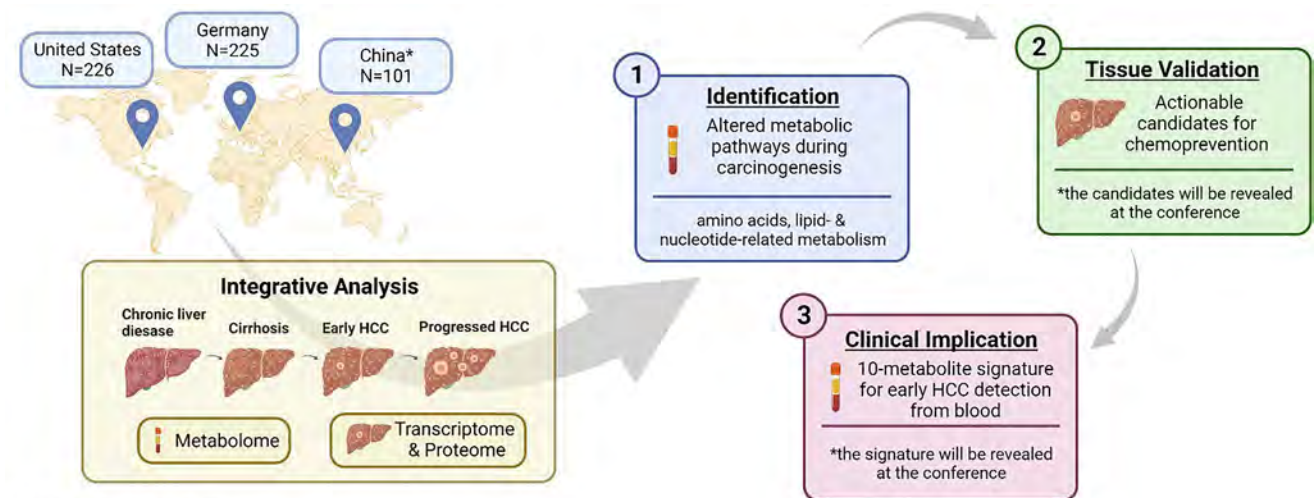 United States
N=226
Germany
N=225
China*
N=101
Integrative Analysis
Chronic liver
diesease
Cirrhosis
Early HCC
Progressed HCC
Metabolome
Transcriptome
& Proteome
1
Identification
Altered metabolic
pathways during
carcinogenesis
amino acids, lipid- &
nucleotide-related metabolism
2
Tissue Validation
Actionable
candidates for
chemoprevention
*the candidates will be revealed
at the conference
3
Clinical Implication
10-metabolite signature
for early HCC detection
from blood
*the signature will be revealed
at the conference